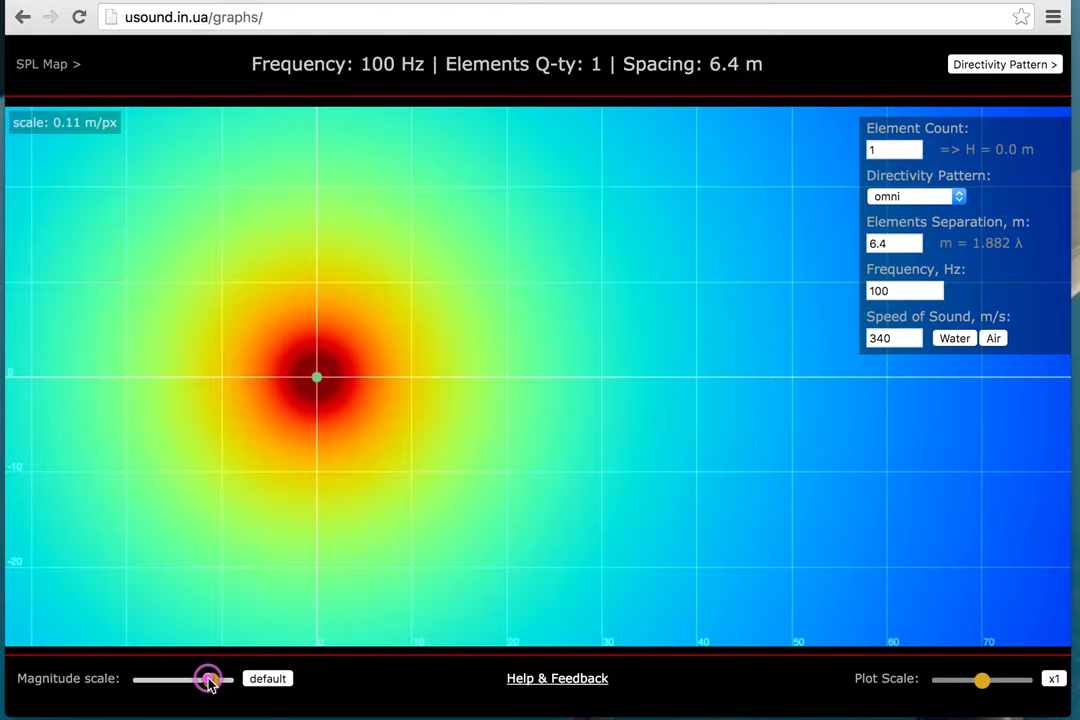 usound.in.ua/graphs/
SPL Map >
Frequency: 100 Hz | Elements Q-ty: 1 | Spacing: 6.4 m
Directivity Pattern >
scale: 0.11 m/px
Element Count:
1 => H = 0.0 m
Directivity Pattern:
omni
Elements Separation, m:
6.4 m = 1.882 λ
Frequency, Hz:
100
Speed of Sound, m/s:
340 Water Air
0
-10
-20
0 10 20 30 40 50 60 70
Magnitude scale: default Help & Feedback Plot Scale: x1